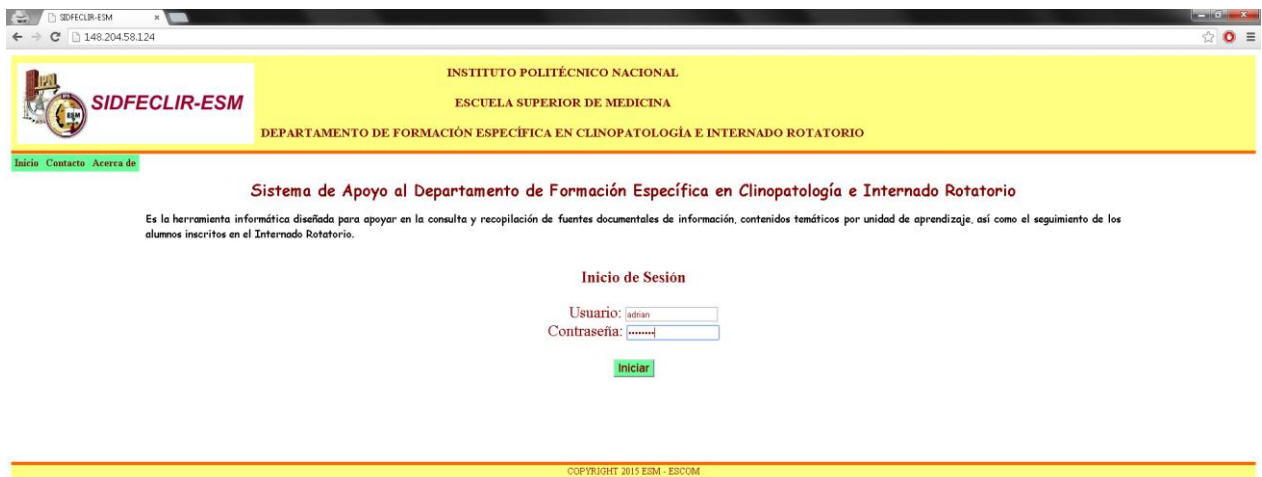 SIDFECLIR-ESM
148.204.58.124
IPN
ESM
SIDFECLIR-ESM
INSTITUTO POLITÉCNICO NACIONAL
ESCUELA SUPERIOR DE MEDICINA
DEPARTAMENTO DE FORMACIÓN ESPECÍFICA EN CLINOPATOLOGÍA E INTERNADO ROTATORIO
Inicio Contacto Acerca de
Sistema de Apoyo al Departamento de Formación Específica en Clinopatología e Internado Rotatorio
Es la herramienta informática diseñada para apoyar en la consulta y recopilación de fuentes documentales de información, contenidos temáticos por unidad de aprendizaje, así como el seguimiento de los
alumnos inscritos en el Internado Rotatorio.
Inicio de Sesión
Usuario: adrian
Contraseña: ••••••••
Iniciar
COPYRIGHT 2015 ESM - ESCOM